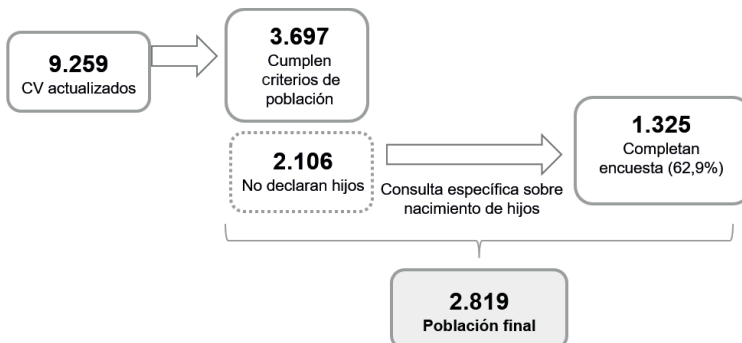 9.259
CV actualizados
3.697
Cumplen
criterios de
población
2.106
No declaran hijos
Consulta específica sobre
nacimiento de hijos
1.325
Completan
encuesta (62,9%)
2.819
Población final